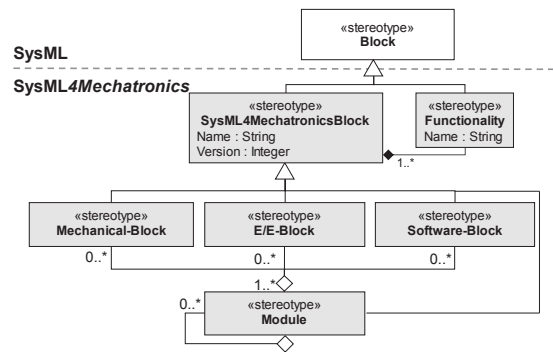 «stereotype»
Block
SysML
SysML4Mechatronics
«stereotype»
SysML4MechatronicsBlock
Name : String
Version : Integer
«stereotype»
Functionality
Name : String
1..*
«stereotype»
Mechanical-Block
«stereotype»
E/E-Block
«stereotype»
Software-Block
0..*
0..*
0..*
1..*
0..*
«stereotype»
Module